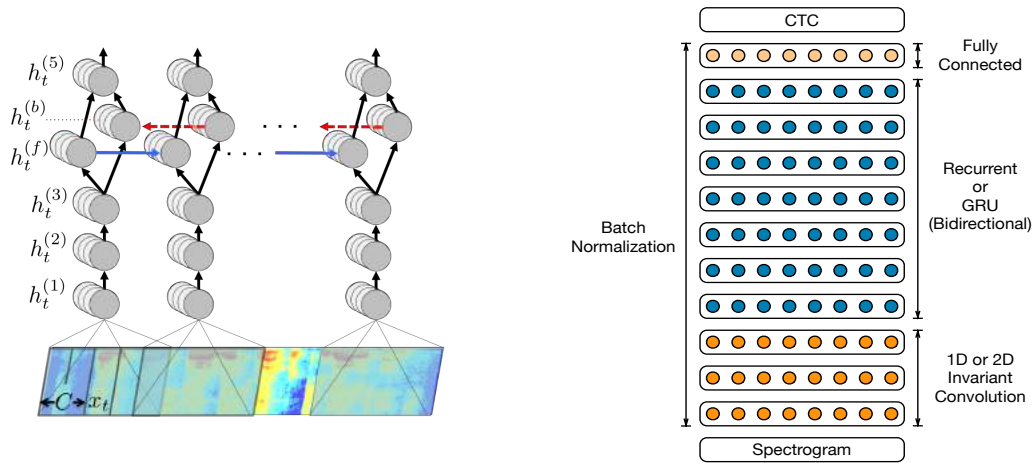 h_t^{(5)}
h_t^{(b)}
h_t^{(f)}
h_t^{(3)}
h_t^{(2)}
h_t^{(1)}
C x_t
CTC
Fully
Connected
Recurrent
or
GRU
(Bidirectional)
Batch
Normalization
1D or 2D
Invariant
Convolution
Spectrogram